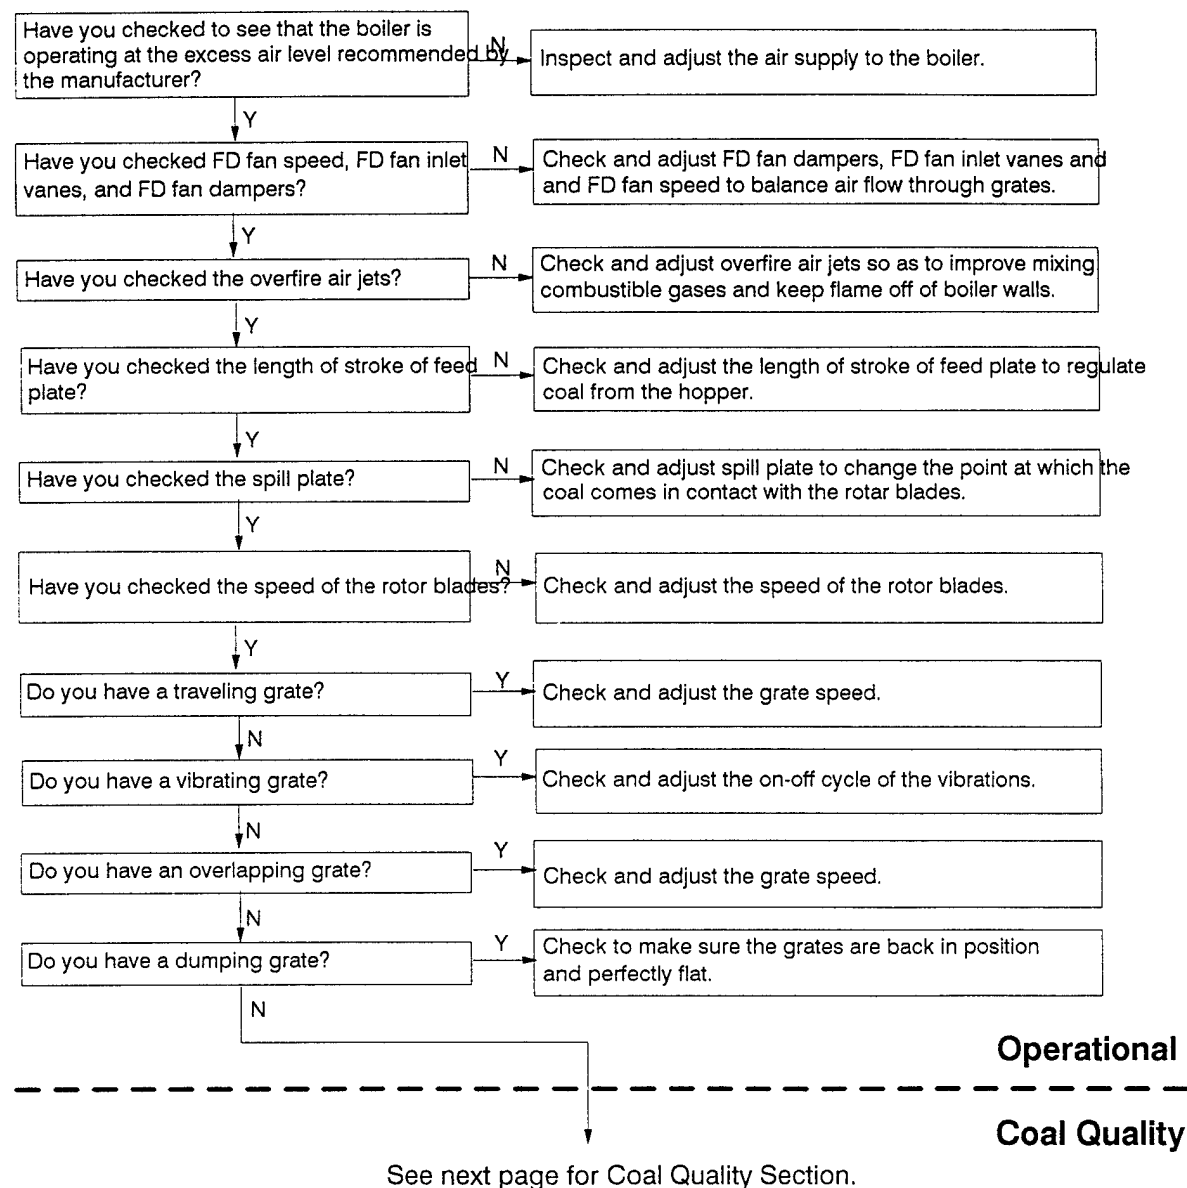 Have you checked to see that the boiler is
operating at the excess air level recommended by
the manufacturer?
N
Inspect and adjust the air supply to the boiler.
Y
Have you checked FD fan speed, FD fan inlet
vanes, and FD fan dampers?
N
Check and adjust FD fan dampers, FD fan inlet vanes and
and FD fan speed to balance air flow through grates.
Y
Have you checked the overfire air jets?
N
Check and adjust overfire air jets so as to improve mixing
combustible gases and keep flame off of boiler walls.
Y
Have you checked the length of stroke of feed
plate?
N
Check and adjust the length of stroke of feed plate to regulate
coal from the hopper.
Y
Have you checked the spill plate?
N
Check and adjust spill plate to change the point at which the
coal comes in contact with the rotar blades.
Y
Have you checked the speed of the rotor blades?
N
Check and adjust the speed of the rotor blades.
Y
Do you have a traveling grate?
Y
Check and adjust the grate speed.
N
Do you have a vibrating grate?
Y
Check and adjust the on-off cycle of the vibrations.
N
Do you have an overlapping grate?
Y
Check and adjust the grate speed.
N
Do you have a dumping grate?
Y
Check to make sure the grates are back in position
and perfectly flat.
N
Operational
Coal Quality
See next page for Coal Quality Section.